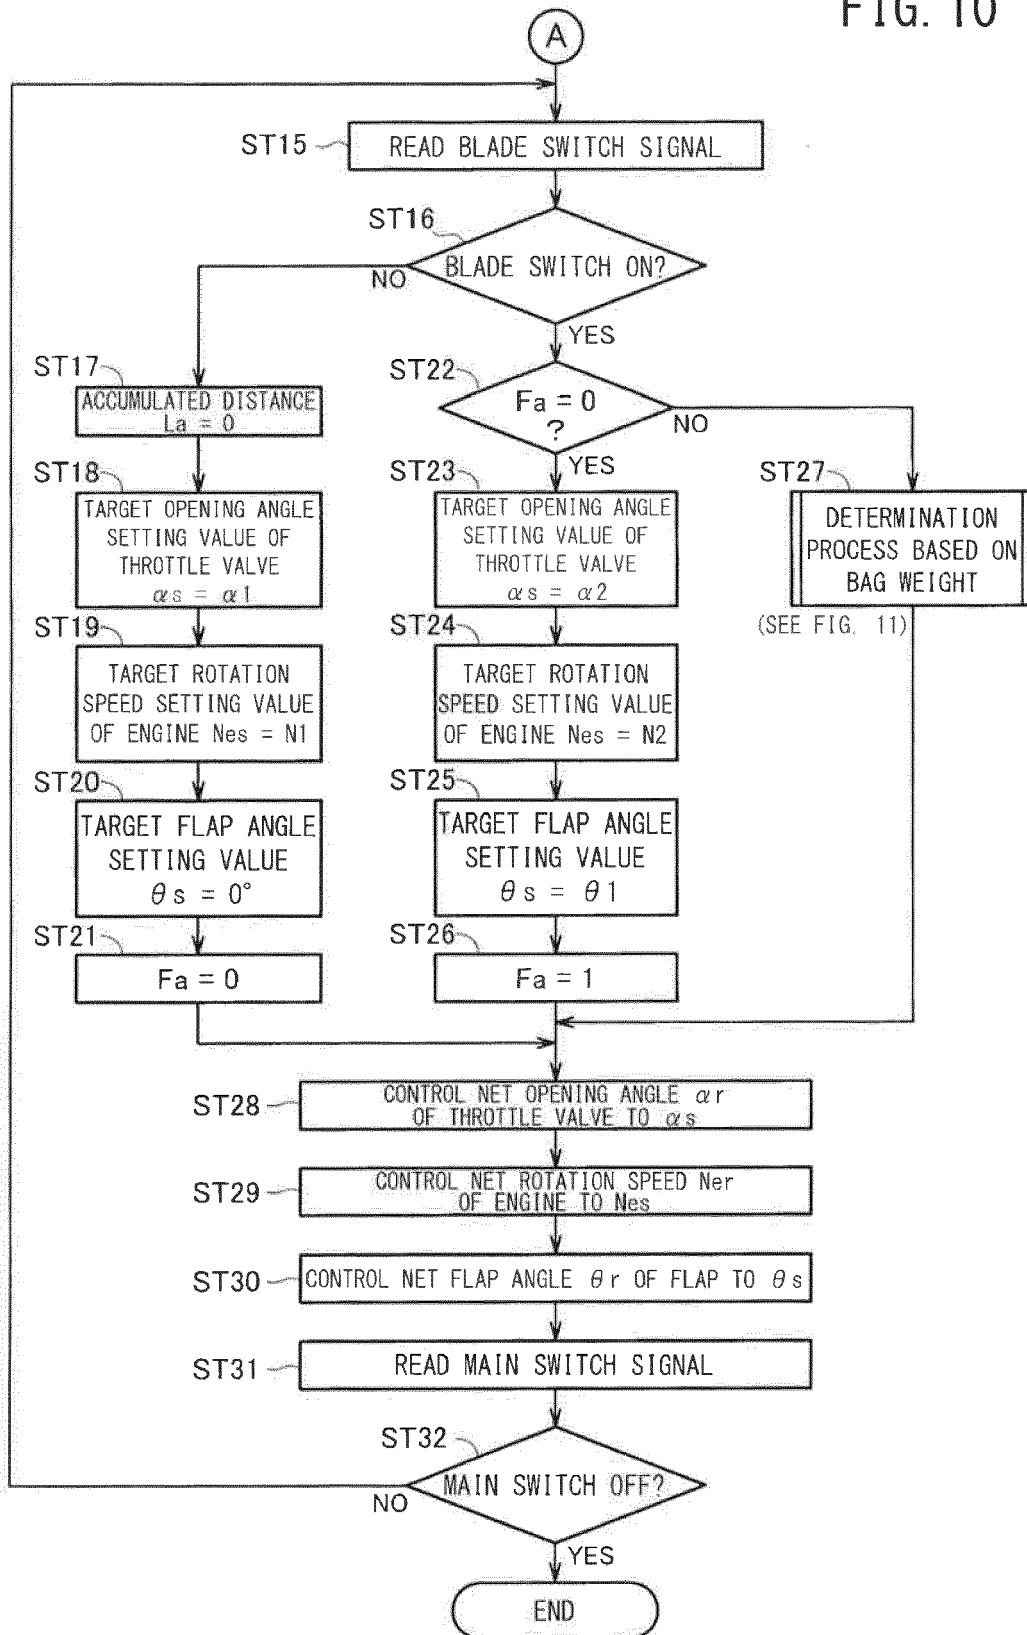 FIG. 10
A
ST15
READ BLADE SWITCH SIGNAL
ST16
BLADE SWITCH ON?
NO
YES
ST17
ACCUMULATED DISTANCE
La = 0
ST22
Fa = 0
?
NO
YES
ST18
TARGET OPENING ANGLE
SETTING VALUE OF
THROTTLE VALVE
αs = α1
ST23
TARGET OPENING ANGLE
SETTING VALUE OF
THROTTLE VALVE
αs = α2
ST27
DETERMINATION
PROCESS BASED ON
BAG WEIGHT
(SEE FIG. 11)
ST19
TARGET ROTATION
SPEED SETTING VALUE
OF ENGINE Nes = N1
ST24
TARGET ROTATION
SPEED SETTING VALUE
OF ENGINE Nes = N2
ST20
TARGET FLAP ANGLE
SETTING VALUE
θs = 0°
ST25
TARGET FLAP ANGLE
SETTING VALUE
θs = θ1
ST21
Fa = 0
ST26
Fa = 1
ST28
CONTROL NET OPENING ANGLE αr
OF THROTTLE VALVE TO αs
ST29
CONTROL NET ROTATION SPEED Ner
OF ENGINE TO Nes
ST30
CONTROL NET FLAP ANGLE θr OF FLAP TO θs
ST31
READ MAIN SWITCH SIGNAL
ST32
MAIN SWITCH OFF?
NO
YES
END